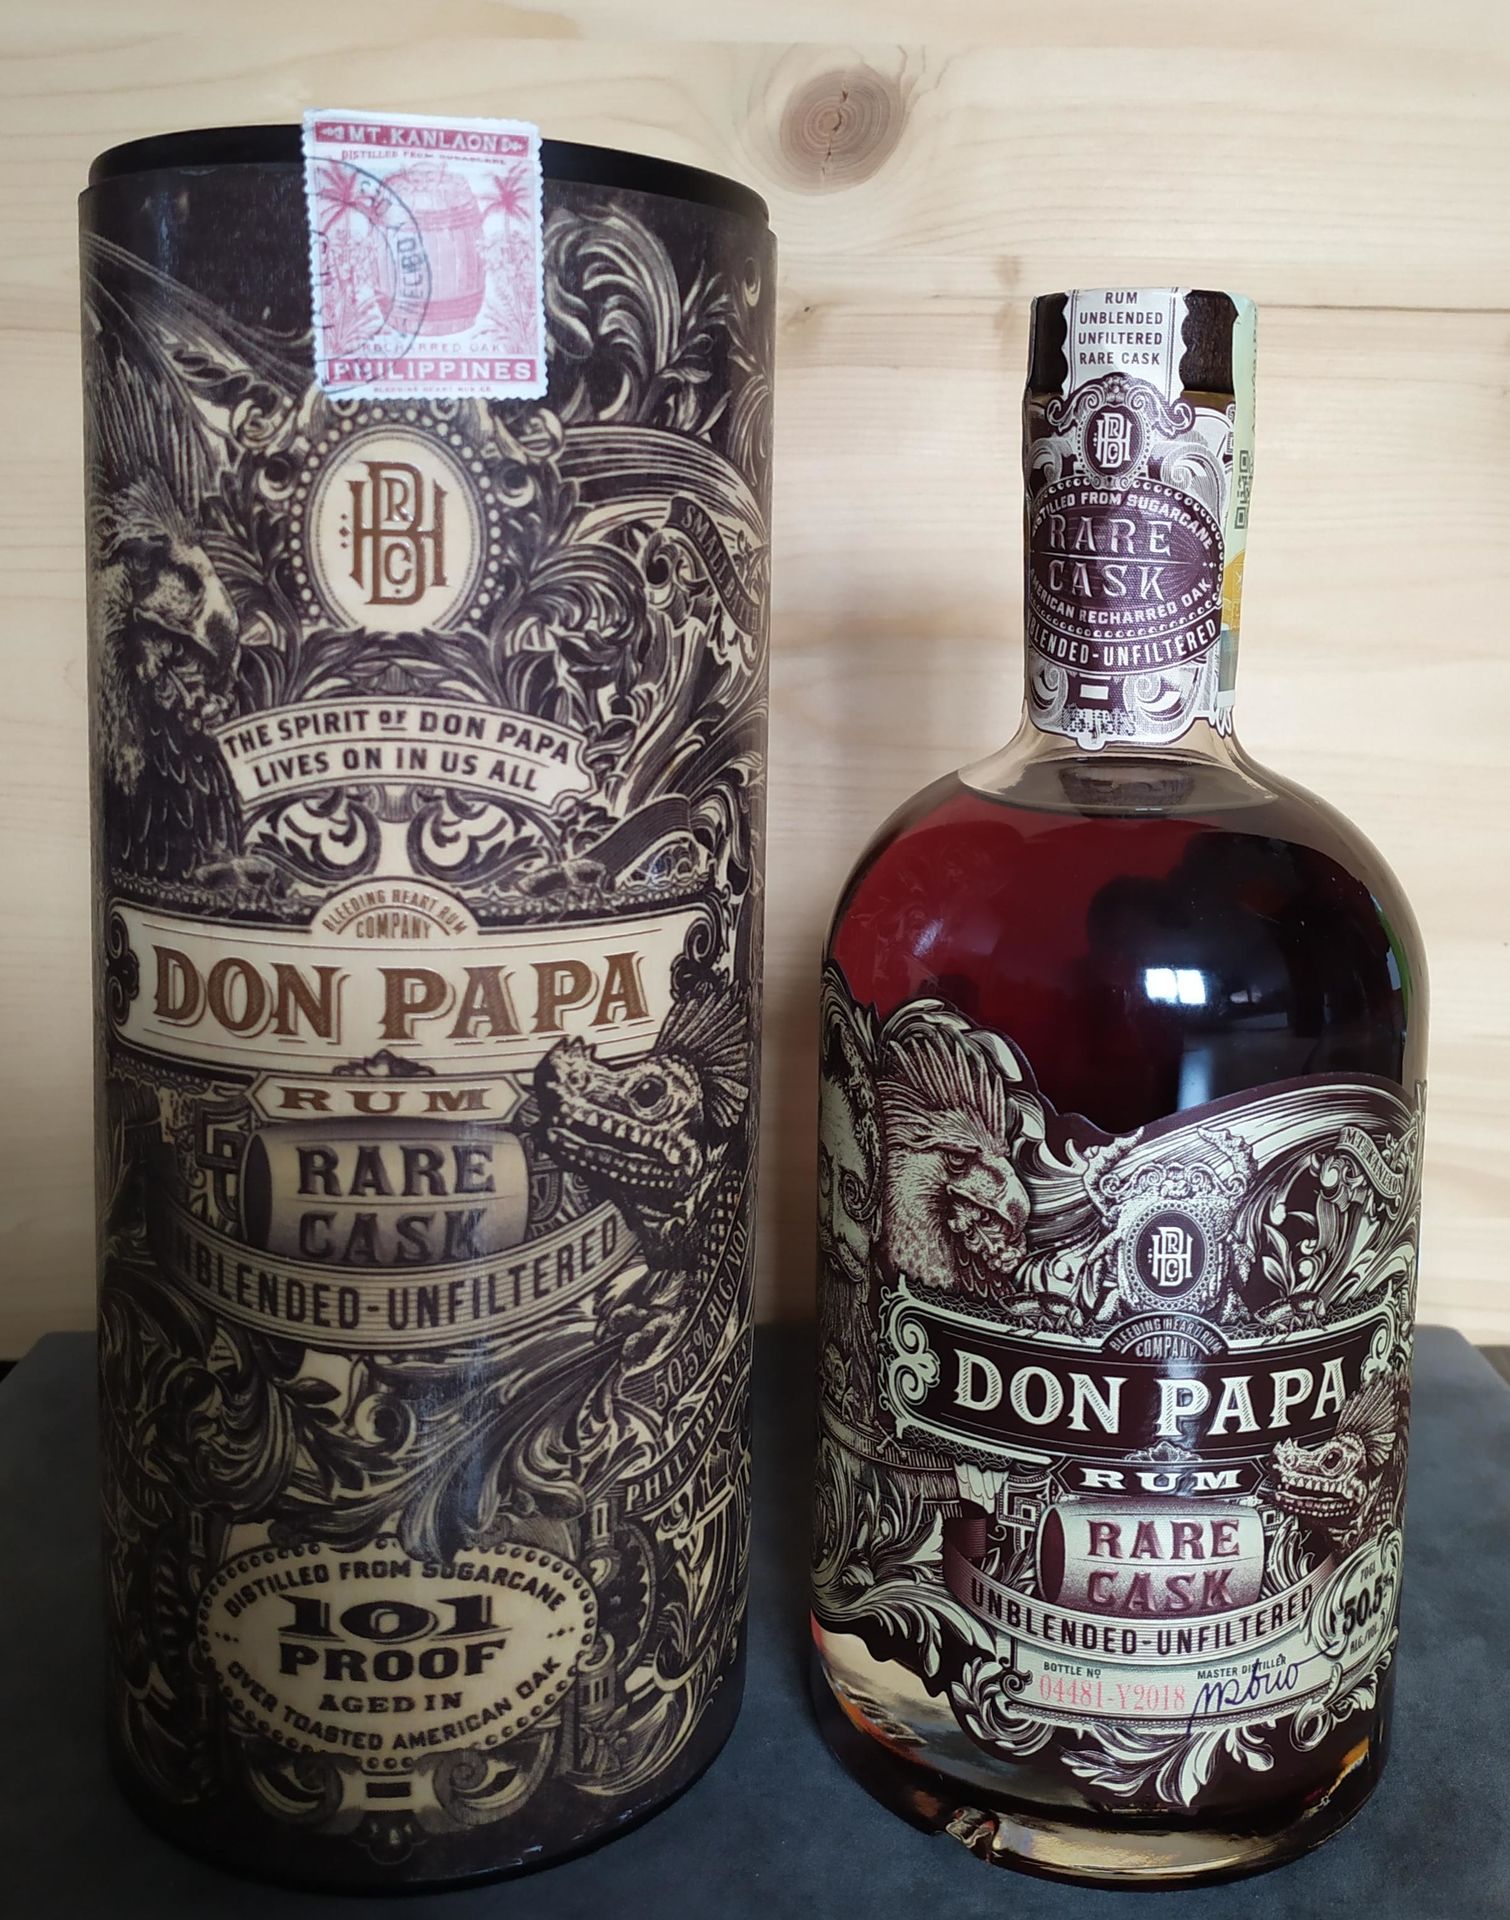 MT. KANLAON
DISTILLED FROM SUGARCANE
RECHARRED OAK
PHILIPPINES
BLEEDING HEART RUM CO.
BHRC
SMALL BATCH
THE SPIRIT OF DON PAPA
LIVES ON IN US ALL
BLEEDING HEART RUM
COMPANY
DON PAPA
RUM
RARE
CASK
UNBLENDED-UNFILTERED
50.5%
PHILIPPINES
DISTILLED FROM SUGARCANE
101
PROOF
AGED IN
OVER TOASTED AMERICAN OAK
RUM
UNBLENDED
UNFILTERED
RARE CASK
BHRC
DISTILLED FROM SUGARCANE
RARE
CASK
AMERICAN RECHARRED OAK
UNBLENDED-UNFILTERED
MT. KANLAON
BHRC
BLEEDING HEART RUM
COMPANY
DON PAPA
RUM
RARE
CASK
UNBLENDED-UNFILTERED
70CL
50.5%
ALC./VOL.
BOTTLE Nº
04481-Y2018
MASTER DISTILLER